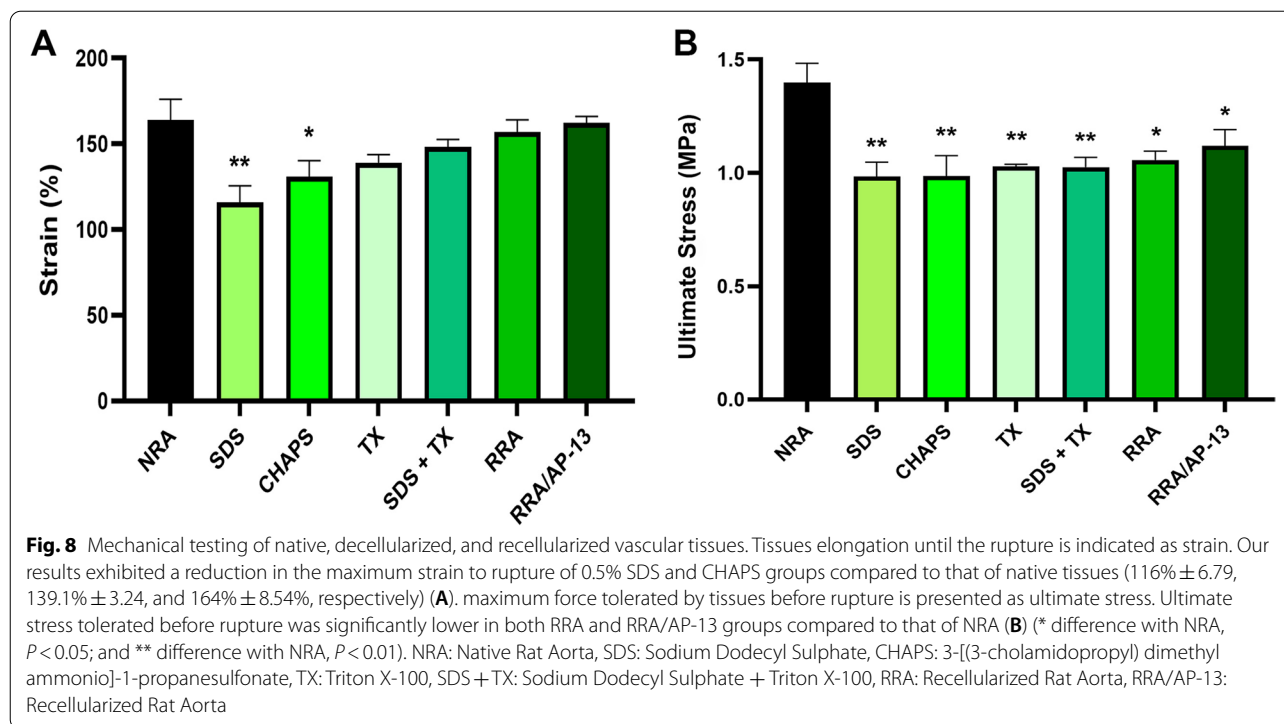 A
Strain (%)
200
150
100
50
0
**
*
NRA
SDS
CHAPS
TX
SDS + TX
RRA
RRA/AP-13
B
Ultimate Stress (MPa)
1.5
1.0
0.5
0.0
**
**
**
**
*
*
NRA
SDS
CHAPS
TX
SDS + TX
RRA
RRA/AP-13
Fig. 8 Mechanical testing of native, decellularized, and recellularized vascular tissues. Tissues elongation until the rupture is indicated as strain. Our
results exhibited a reduction in the maximum strain to rupture of 0.5% SDS and CHAPS groups compared to that of native tissues (116% ± 6.79,
139.1% ± 3.24, and 164% ± 8.54%, respectively) (A). maximum force tolerated by tissues before rupture is presented as ultimate stress. Ultimate
stress tolerated before rupture was significantly lower in both RRA and RRA/AP-13 groups compared to that of NRA (B) (* difference with NRA,
P < 0.05; and ** difference with NRA, P < 0.01). NRA: Native Rat Aorta, SDS: Sodium Dodecyl Sulphate, CHAPS: 3-[(3-cholamidopropyl) dimethyl
ammonio]-1-propanesulfonate, TX: Triton X-100, SDS + TX: Sodium Dodecyl Sulphate + Triton X-100, RRA: Recellularized Rat Aorta, RRA/AP-13:
Recellularized Rat Aorta